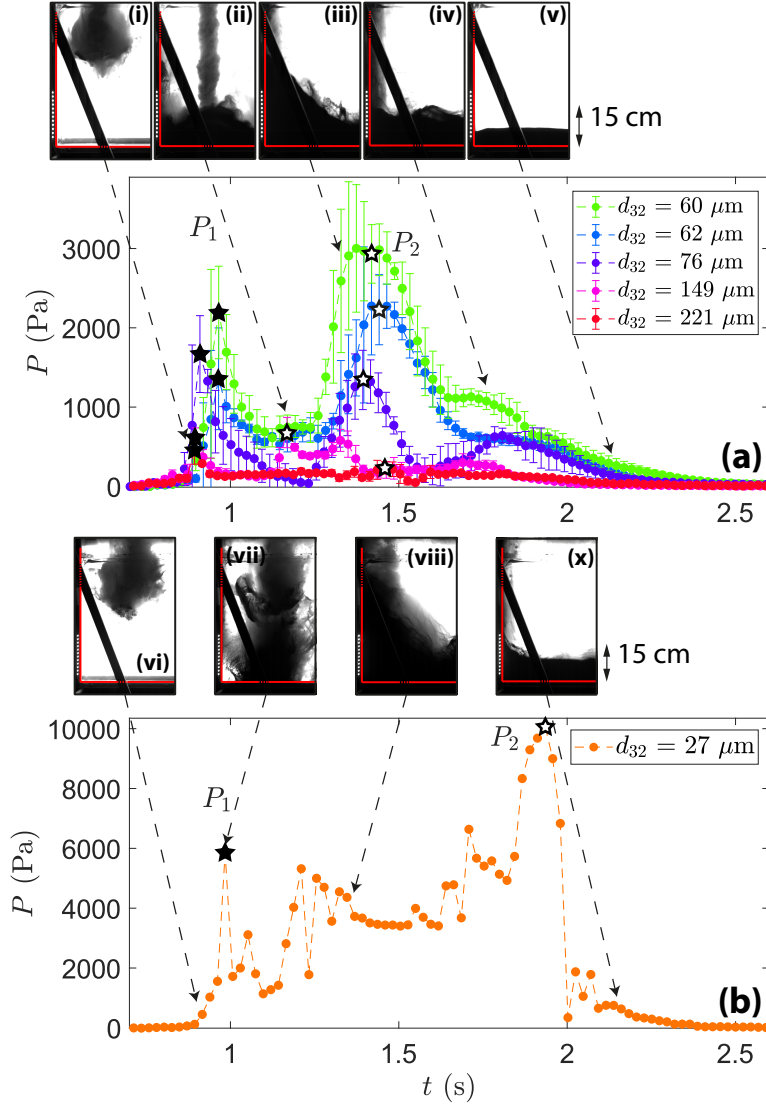 (i) (ii) (iii) (iv) (v)
15 cm
P₁
P₂
d₃₂ = 60 μm
d₃₂ = 62 μm
d₃₂ = 76 μm
d₃₂ = 149 μm
d₃₂ = 221 μm
3000
2000
1000
0
P (Pa)
(a)
1 1.5 2 2.5
(vi) (vii) (viii) (x)
15 cm
P₁
P₂
d₃₂ = 27 μm
10000
8000
6000
4000
2000
0
P (Pa)
(b)
1 1.5 2 2.5
t (s)